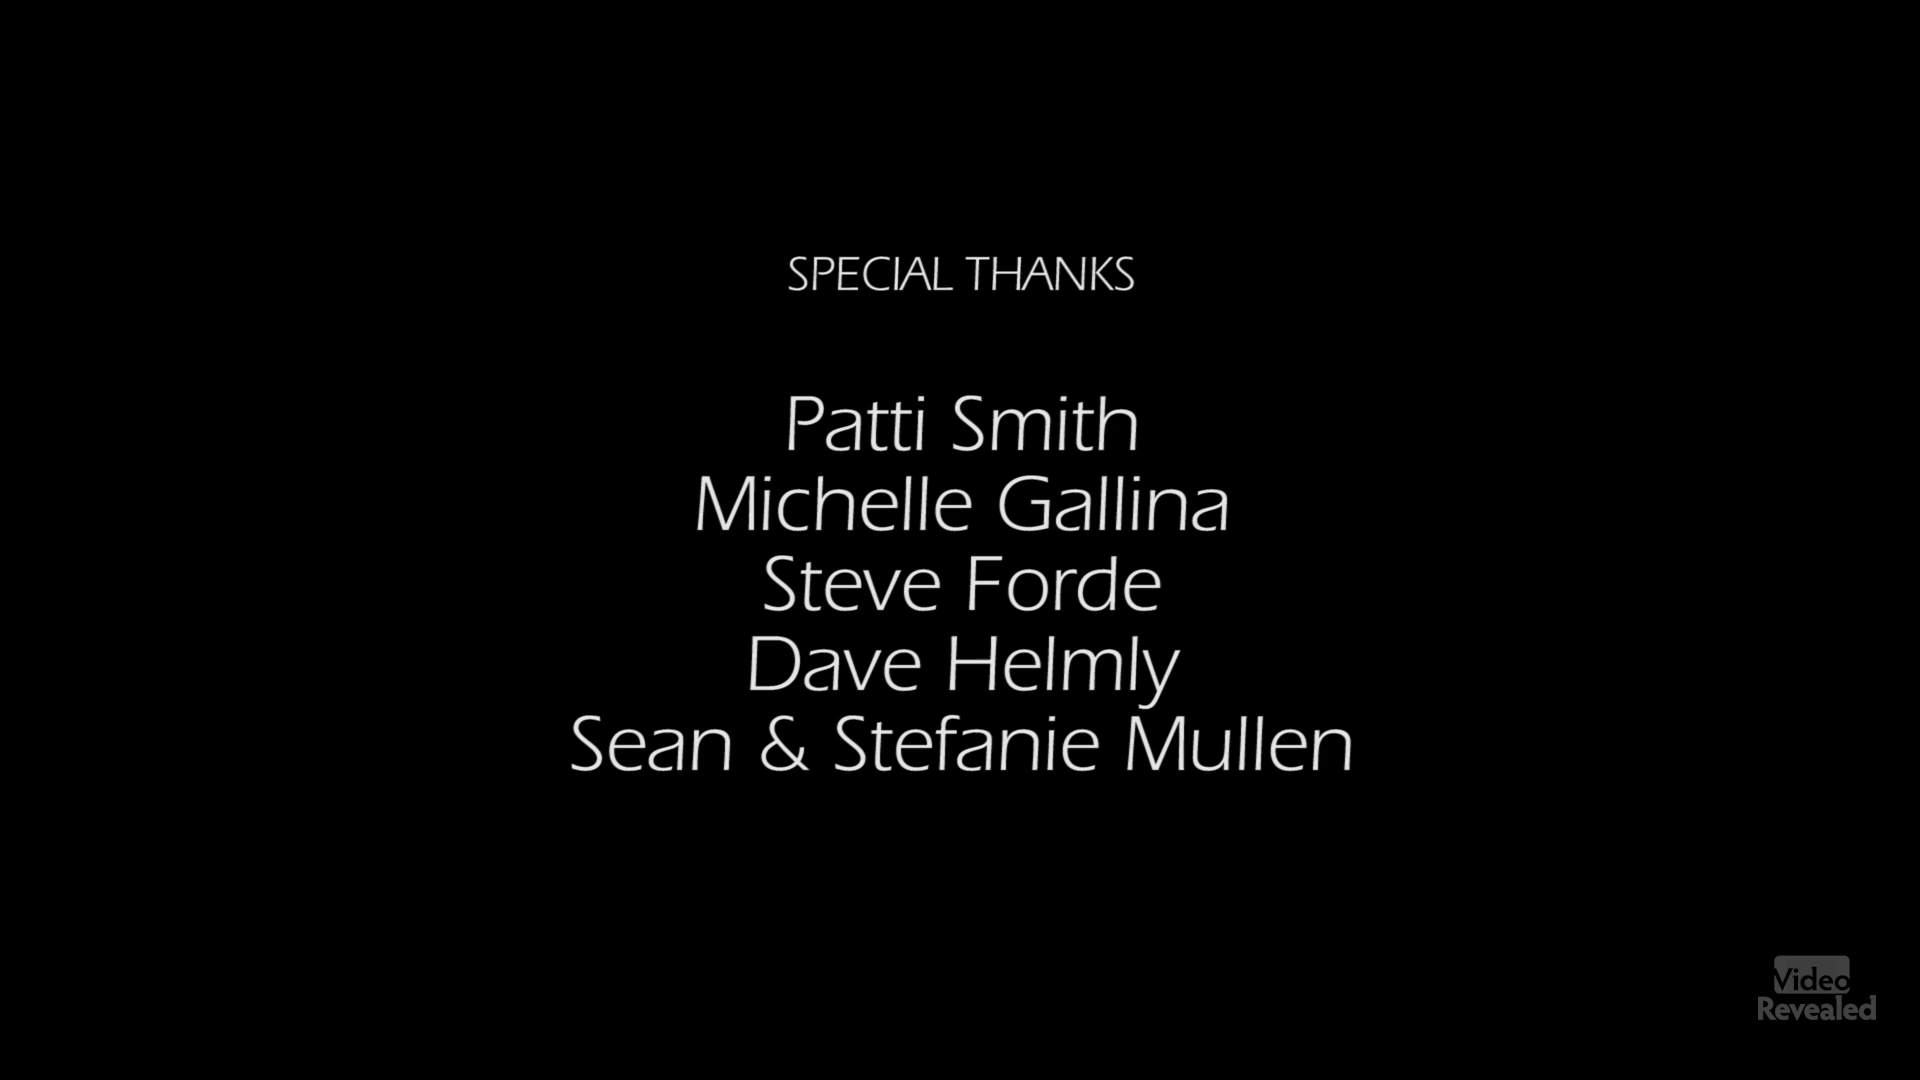 SPECIAL THANKS
Patti Smith
Michelle Gallina
Steve Forde
Dave Helmly
Sean & Stefanie Mullen
Video
Revealed